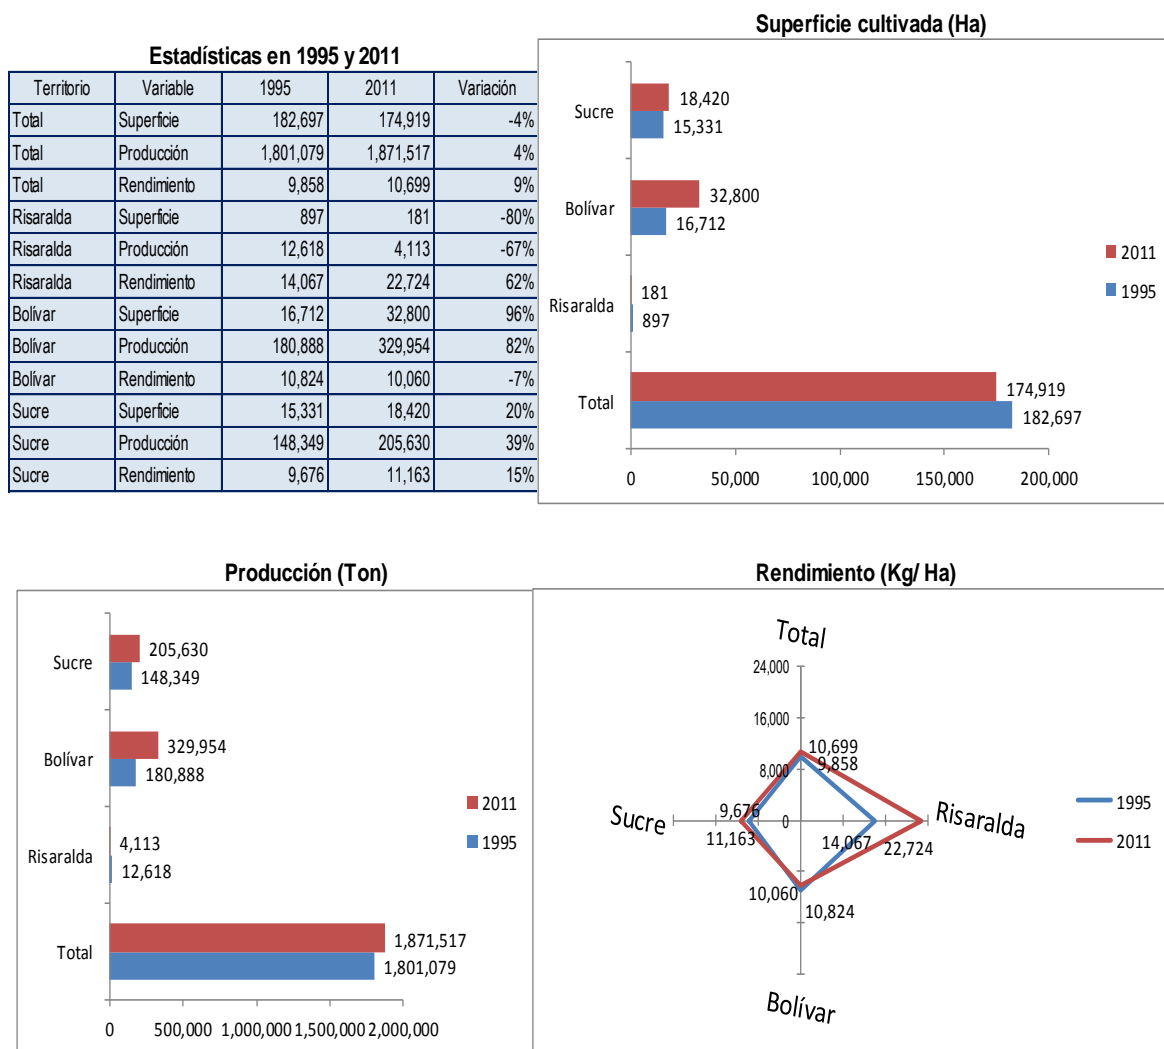 Estadísticas en 1995 y 2011
Territorio Variable 1995 2011 Variación
Total Superficie 182,697 174,919 -4%
Total Producción 1,801,079 1,871,517 4%
Total Rendimiento 9,858 10,699 9%
Risaralda Superficie 897 181 -80%
Risaralda Producción 12,618 4,113 -67%
Risaralda Rendimiento 14,067 22,724 62%
Bolívar Superficie 16,712 32,800 96%
Bolívar Producción 180,888 329,954 82%
Bolívar Rendimiento 10,824 10,060 -7%
Sucre Superficie 15,331 18,420 20%
Sucre Producción 148,349 205,630 39%
Sucre Rendimiento 9,676 11,163 15%
Superficie cultivada (Ha)
18,420
Sucre
15,331
32,800
Bolívar
16,712
2011
181
Risaralda
1995
897
174,919
Total
182,697
0 50,000 100,000 150,000 200,000
Producción (Ton)
205,630
Sucre
148,349
329,954
Bolívar
180,888
2011
4,113
1995
Risaralda
12,618
1,871,517
Total
1,801,079
0 500,000 1,000,000 1,500,000 2,000,000
Rendimiento (Kg/ Ha)
Total
24,000
16,000
10,699
8,000 9,858
9,676
Sucre 0 Risaralda
11,163 14,067 22,724
1995
2011
10,060
10,824
Bolívar